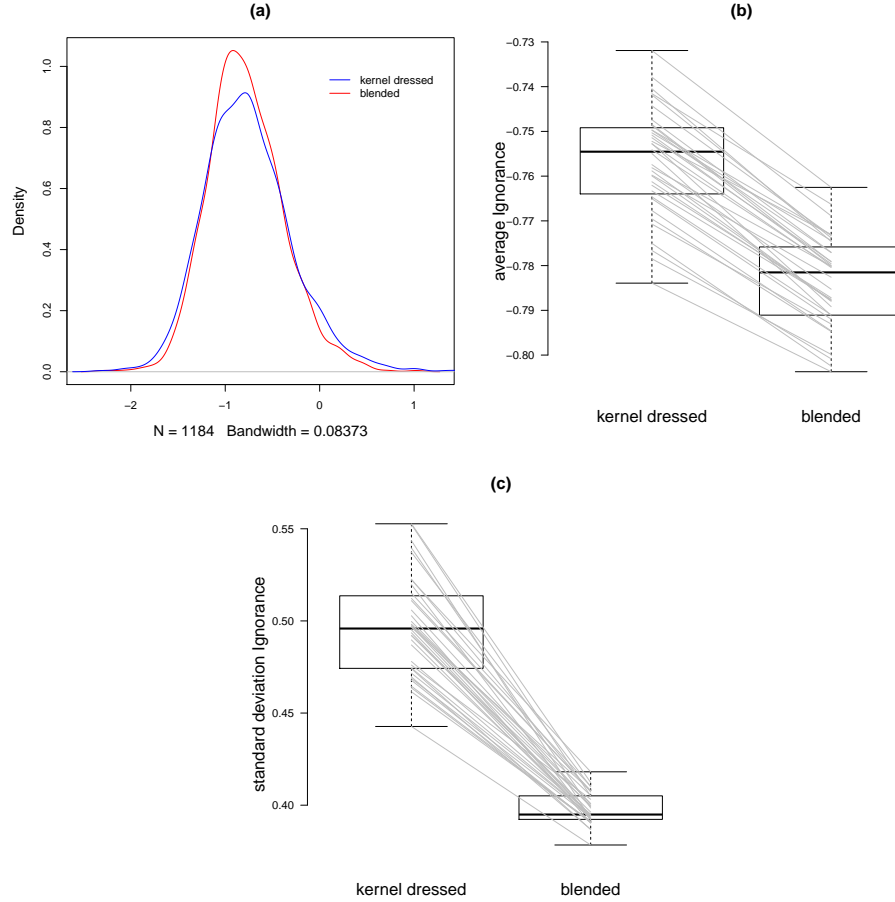 (a)
Density
1.0
0.8
0.6
0.4
0.2
0.0
kernel dressed
blended
−2
−1
0
1
N = 1184 Bandwidth = 0.08373
(b)
average Ignorance
−0.73
−0.74
−0.75
−0.76
−0.77
−0.78
−0.79
−0.80
kernel dressed
blended
(c)
standard deviation Ignorance
0.55
0.50
0.45
0.40
kernel dressed
blended